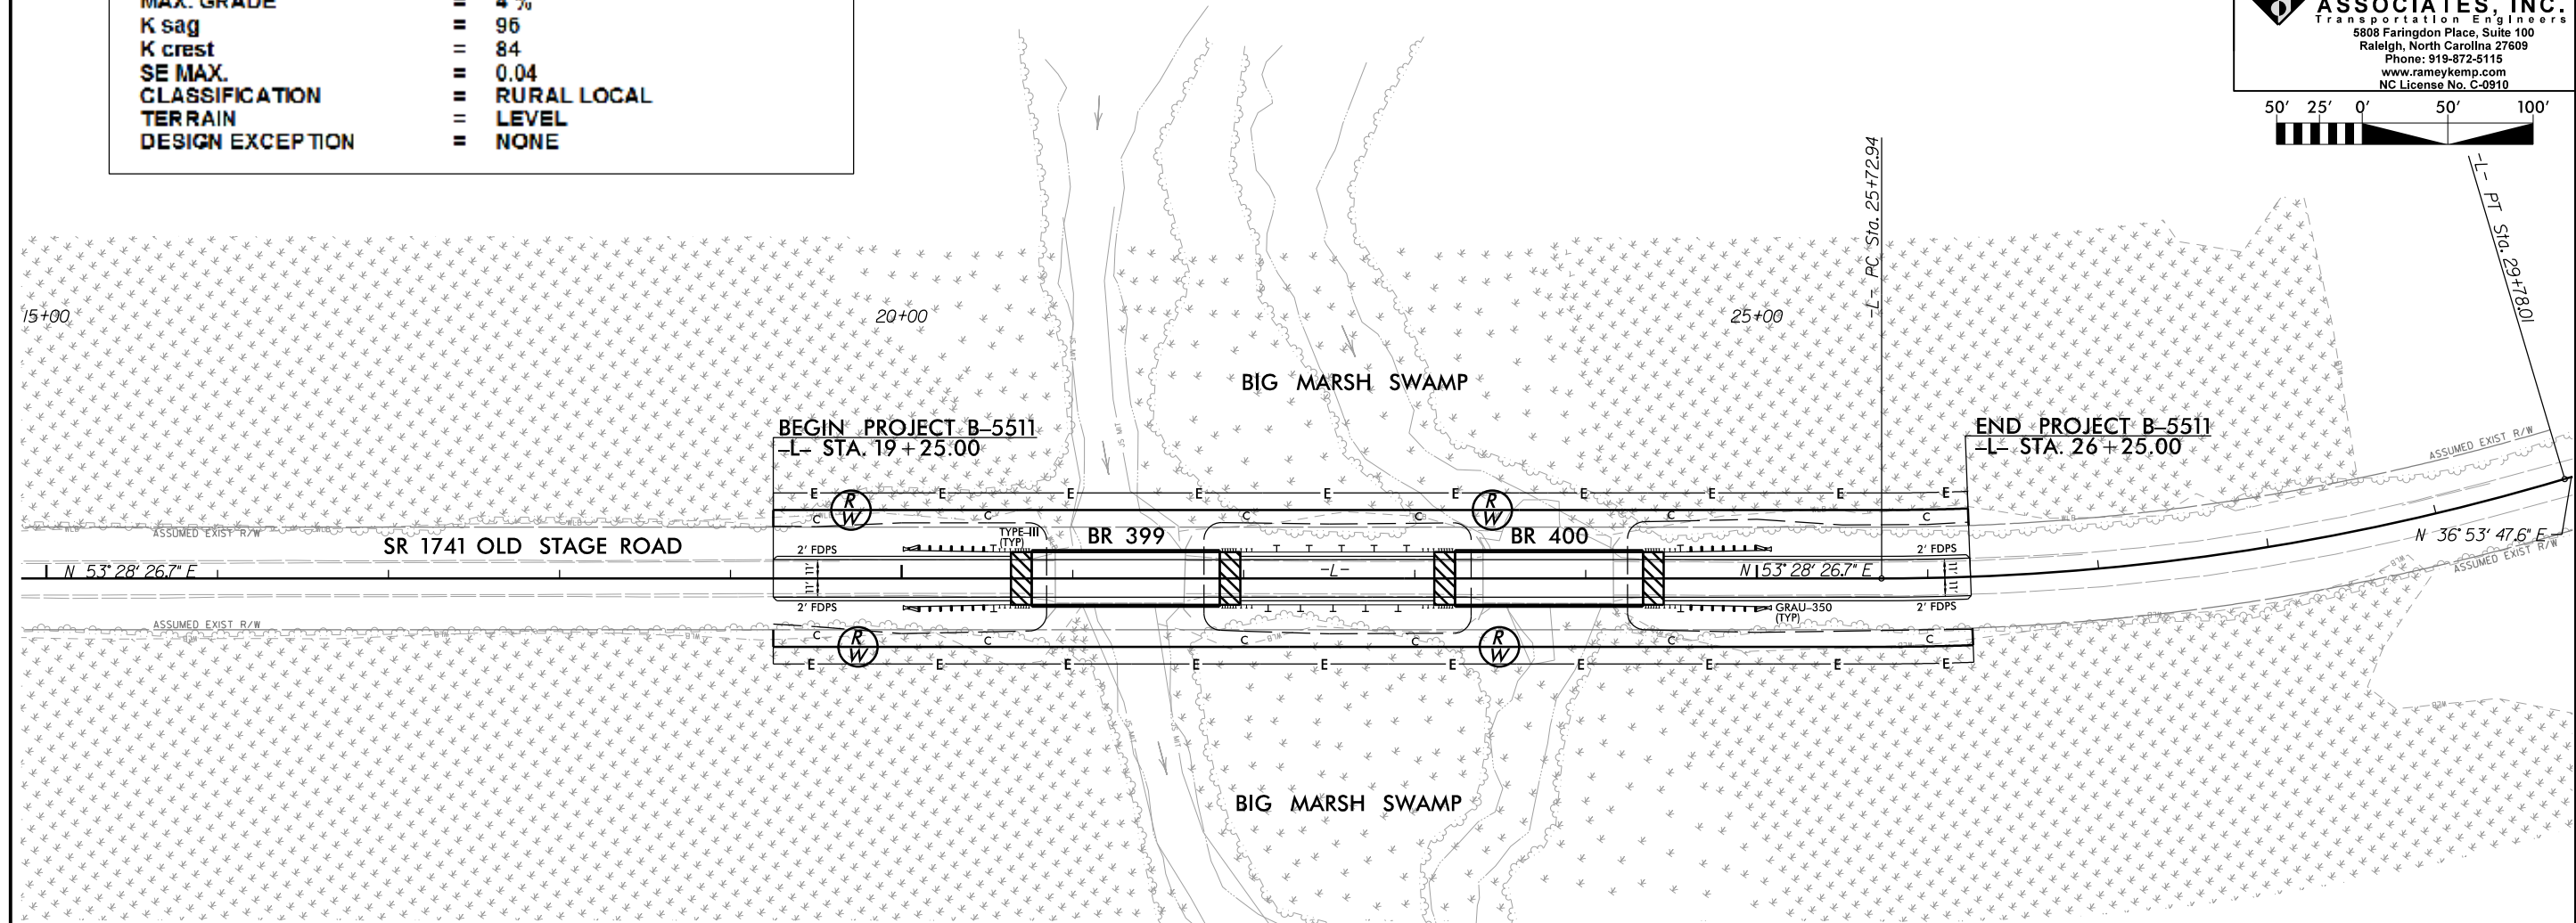 MAX. GRADE = 4 %
K sag = 96
K crest = 84
SE MAX. = 0.04
CLASSIFICATION = RURAL LOCAL
TERRAIN = LEVEL
DESIGN EXCEPTION = NONE
ASSOCIATES, INC.
Transportation Engineers
5808 Faringdon Place, Suite 100
Raleigh, North Carolina 27609
Phone: 919-872-5115
www.rameykemp.com
NC License No. C-0910
50' 25' 0' 50' 100'
-L- PC Sta. 25+72.94
-L- PT Sta. 29+78.01
15+00
20+00
25+00
BIG MARSH SWAMP
BEGIN PROJECT B-5511
-L- STA. 19+25.00
END PROJECT B-5511
-L- STA. 26+25.00
ASSUMED EXIST R/W
E E E E E E E E E E
R/W
R/W
C C C C C C
ASSUMED EXIST R/W
SR 1741 OLD STAGE ROAD
TYPE-III
(TYP)
BR 399
BR 400
2' FDPS
2' FDPS
N 36° 53' 47.6" E
ASSUMED EXIST R/W
N 53° 28' 26.7" E
11'
11'
-L-
N 53° 28' 26.7" E
11'
11'
2' FDPS
GRAU-350
(TYP)
2' FDPS
ASSUMED EXIST R/W
C C C C C C
R/W
R/W
E E E E E E E E E E
BIG MARSH SWAMP